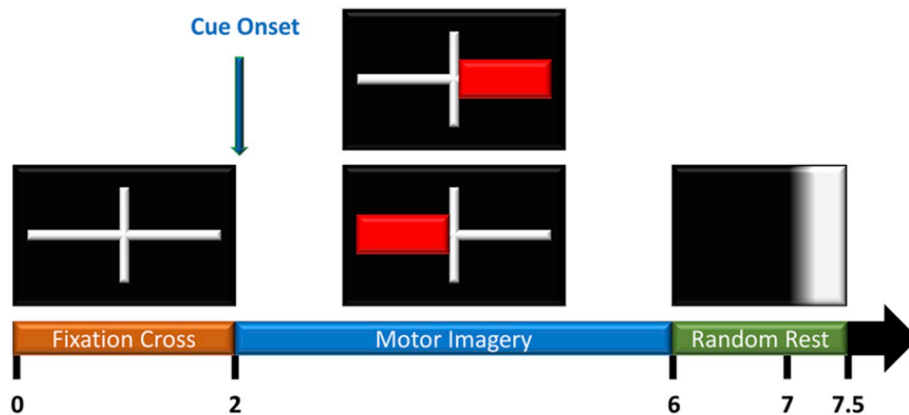 Cue Onset
Fixation Cross
Motor Imagery
Random Rest
0
2
6
7
7.5